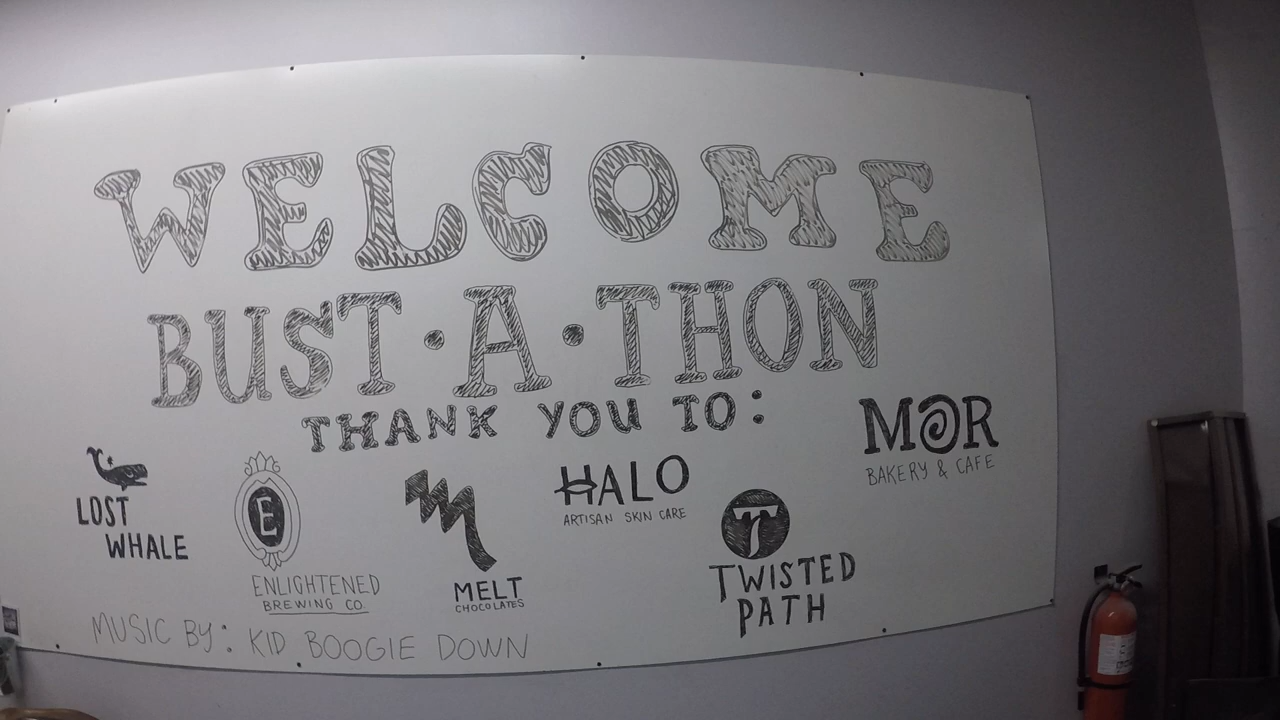 WELCOME
BUST·A·THON
THANK YOU TO:
LOST
WHALE
E
ENLIGHTENED
BREWING CO.
M
MELT
CHOCOLATES
HALO
ARTISAN SKIN CARE
T
TWISTED
PATH
MOR
BAKERY & CAFE
MUSIC BY: KID BOOGIE DOWN